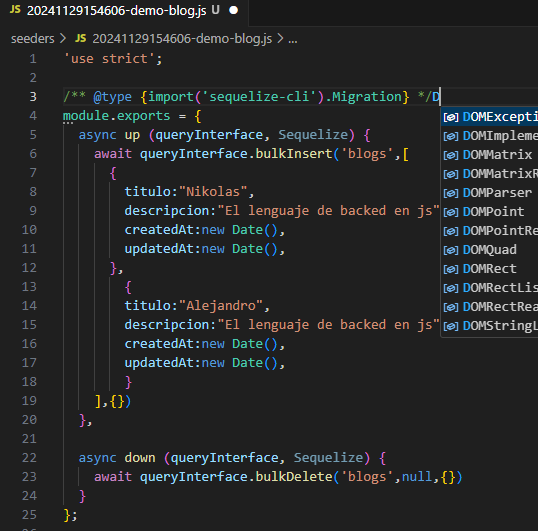 JS 20241129154606-demo-blog.js U ●
seeders > JS 20241129154606-demo-blog.js > ...
1 'use strict';
2
3 /** @type {import('sequelize-cli').Migration} */D
4 module.exports = {
5 async up (queryInterface, Sequelize) {
6 await queryInterface.bulkInsert('blogs',[
7 {
8 titulo:"Nikolas",
9 descripcion:"El lenguaje de backed en js"
10 createdAt:new Date(),
11 updatedAt:new Date(),
12 },
13 {
14 titulo:"Alejandro",
15 descripcion:"El lenguaje de backed en js"
16 createdAt:new Date(),
17 updatedAt:new Date(),
18 }
19 ],{})
20 },
21
22 async down (queryInterface, Sequelize) {
23 await queryInterface.bulkDelete('blogs',null,{})
24 }
25 };
26
DOMExcepti
DOMImpleme
DOMMatrix
DOMMatrixR
DOMParser
DOMPoint
DOMPointRe
DOMQuad
DOMRect
DOMRectLis
DOMRectRea
DOMStringL